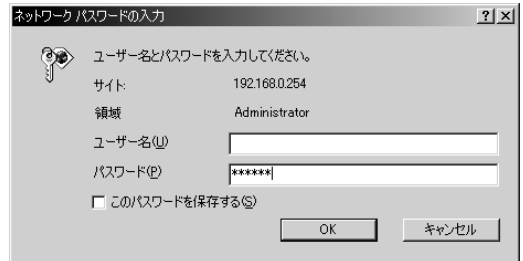 ネットワーク パスワードの入力
? ×
ユーザー名とパスワードを入力してください。
サイト: 192.168.0.254
領域 Administrator
ユーザー名(U)
パスワード(P) ******
このパスワードを保存する(S)
OK キャンセル